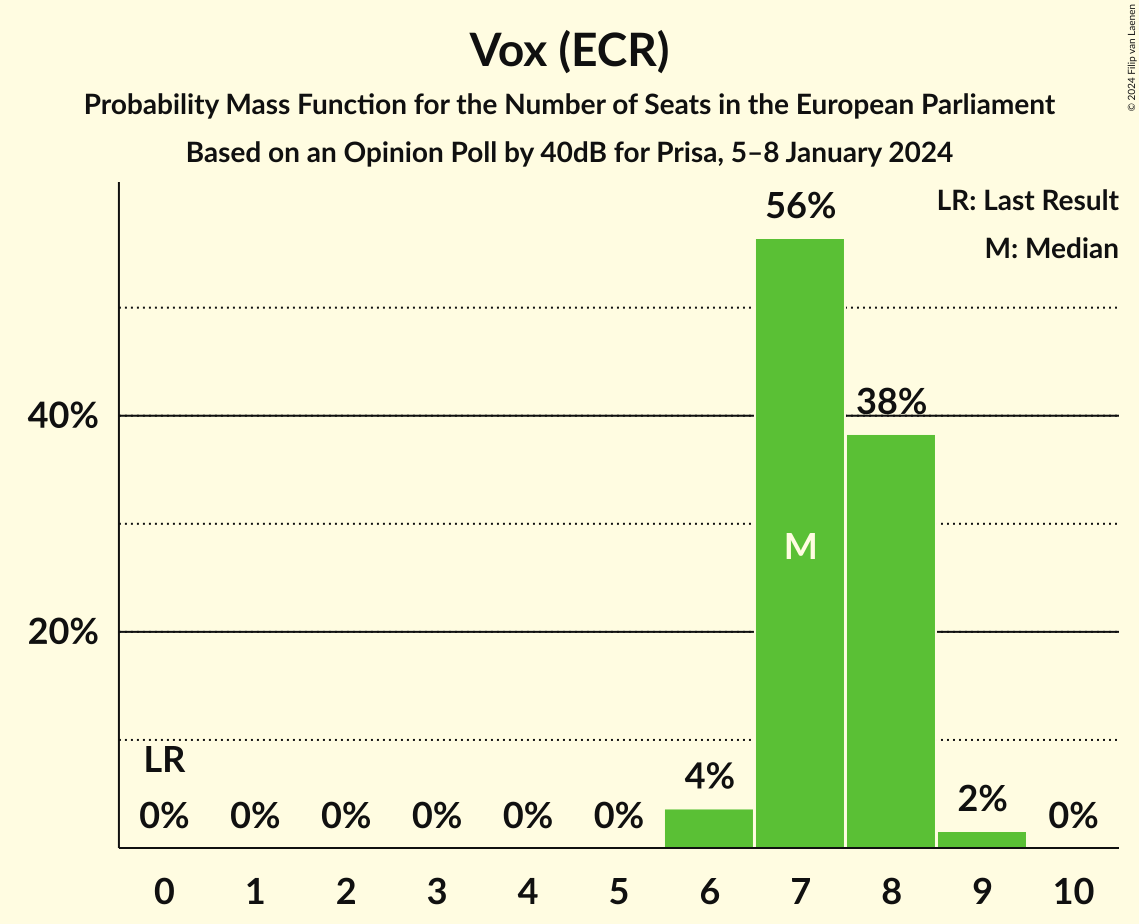 Vox (ECR)
Probability Mass Function for the Number of Seats in the European Parliament
Based on an Opinion Poll by 40dB for Prisa, 5–8 January 2024
© 2024 Filip van Laenen
LR: Last Result
M: Median
56%
38%
40%
M
20%
LR
4%
2%
0% 0% 0% 0% 0% 0% 0%
0 1 2 3 4 5 6 7 8 9 10